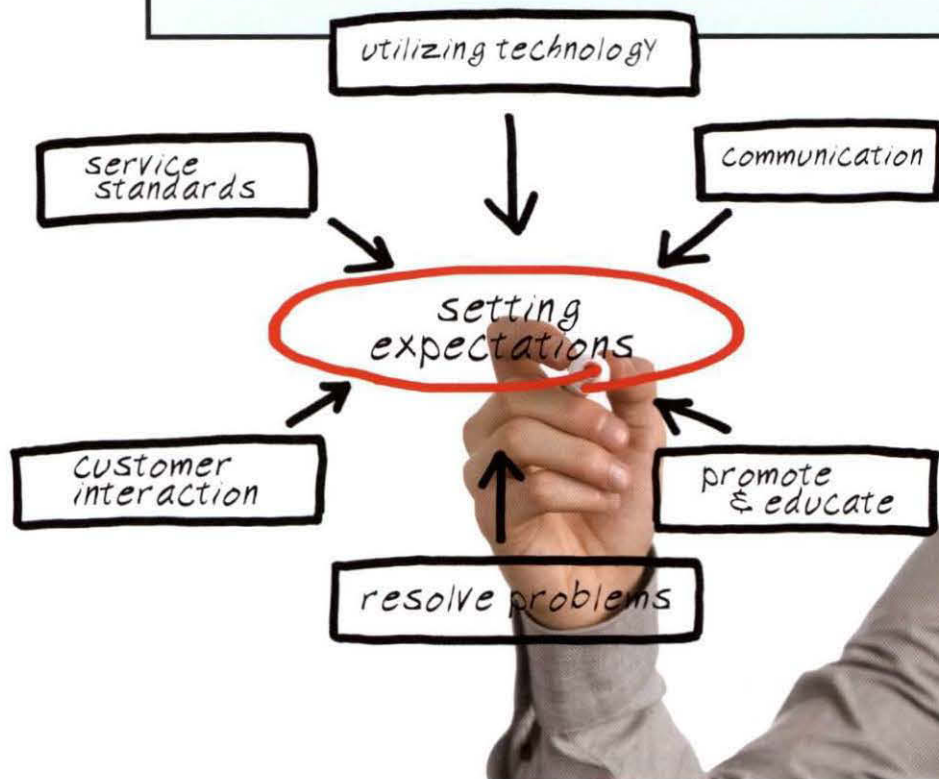 utilizing technology
service
standards
communication
setting
expectations
customer
interaction
promote
& educate
resolve problems